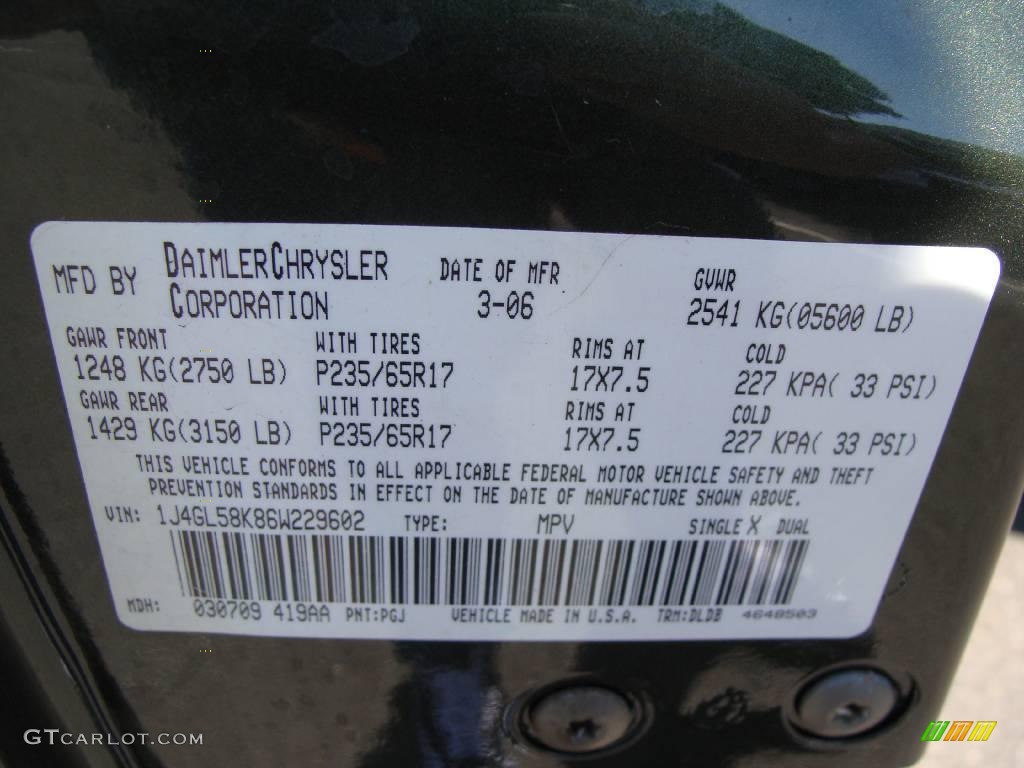 MFD BY DAIMLERCHRYSLER CORPORATION DATE OF MFR 3-06 GVWR 2541 KG(05600 LB)
GAWR FRONT WITH TIRES RIMS AT COLD
1248 KG(2750 LB) P235/65R17 17X7.5 227 KPA( 33 PSI)
GAWR REAR WITH TIRES RIMS AT COLD
1429 KG(3150 LB) P235/65R17 17X7.5 227 KPA( 33 PSI)
THIS VEHICLE CONFORMS TO ALL APPLICABLE FEDERAL MOTOR VEHICLE SAFETY AND THEFT
PREVENTION STANDARDS IN EFFECT ON THE DATE OF MANUFACTURE SHOWN ABOVE.
VIN: 1J4GL58K86W229602 TYPE: MPV SINGLE X DUAL
MDH: 030709 419AA PNT:PGJ VEHICLE MADE IN U.S.A. TRM:DLDB 4648503
GTCARLOT.COM